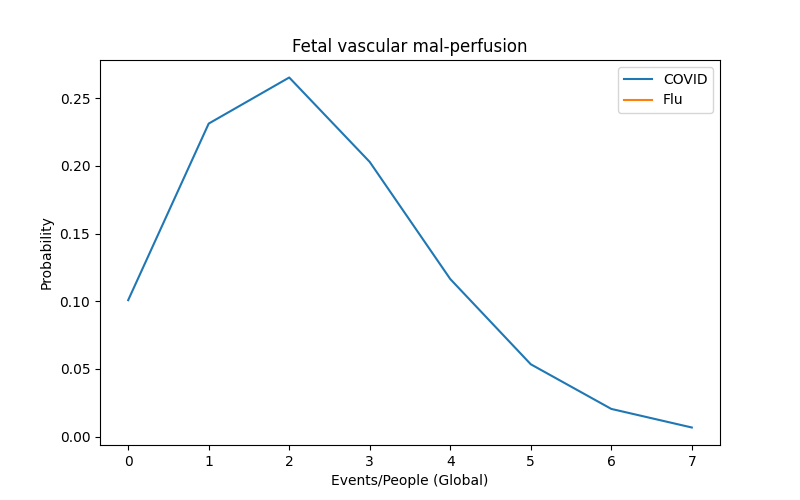 Fetal vascular mal-perfusion
COVID
Flu
0.25
0.20
0.15
0.10
0.05
0.00
Probability
0 1 2 3 4 5 6 7
Events/People (Global)